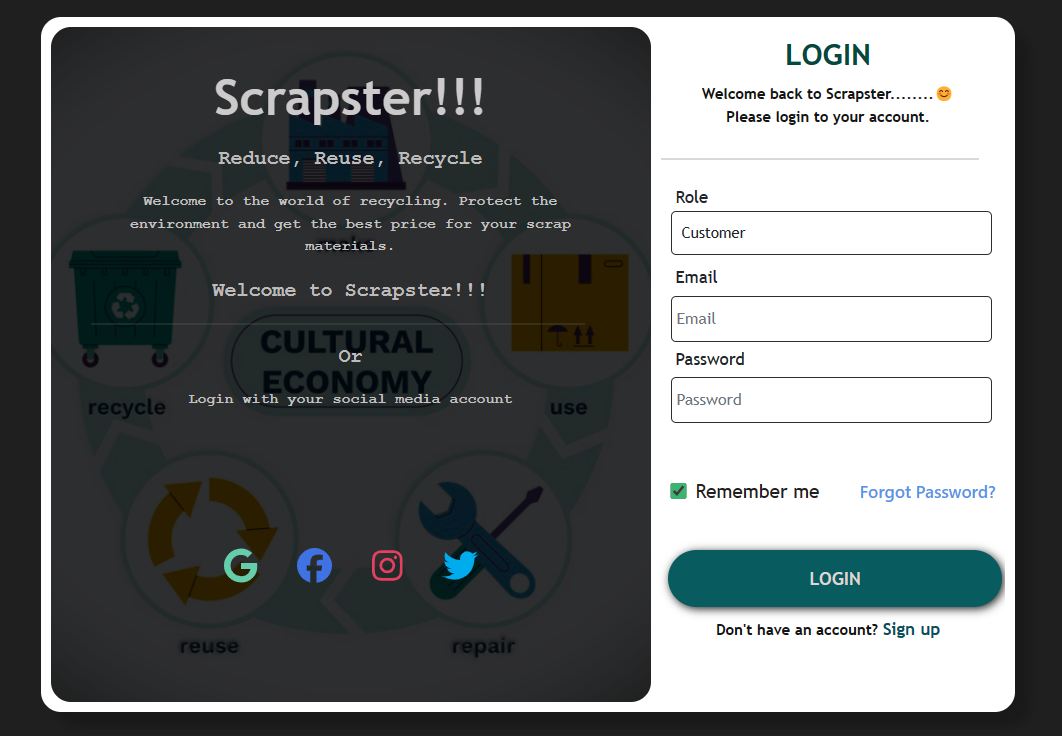 Scrapster!!!
Reduce, Reuse, Recycle
Welcome to the world of recycling. Protect the
environment and get the best price for your scrap
materials.
Welcome to Scrapster!!!
CULTURAL
Or
ECONOMY
Login with your social media account
recycle
use
reuse
repair
LOGIN
Welcome back to Scrapster........😊
Please login to your account.
Role
Customer
Email
Email
Password
Password
Remember me
Forgot Password?
LOGIN
Don't have an account? Sign up